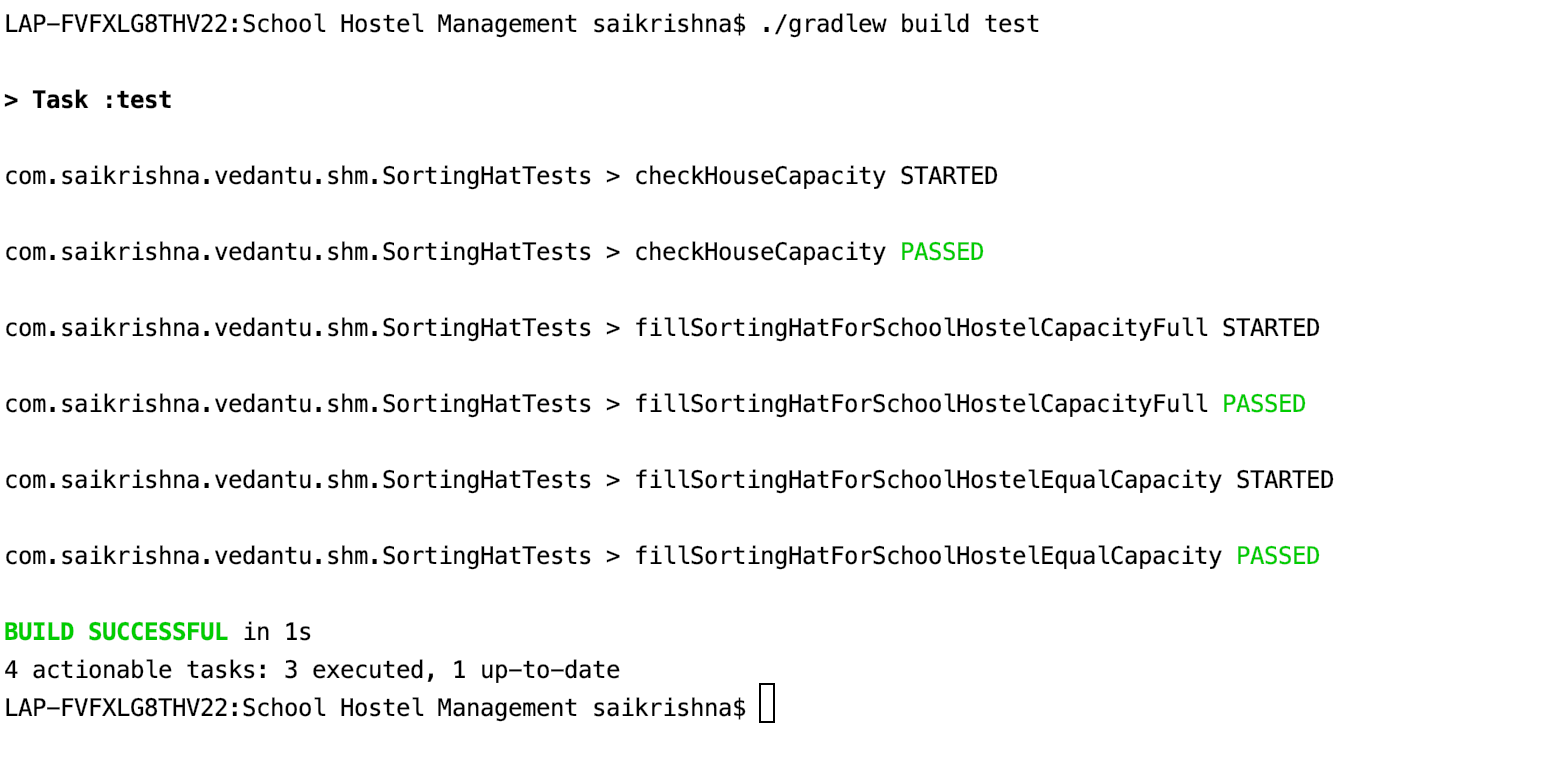 LAP-FVFXLG8THV22:School Hostel Management saikrishna$ ./gradlew build test
> Task :test
com.saikrishna.vedantu.shm.SortingHatTests > checkHouseCapacity STARTED
com.saikrishna.vedantu.shm.SortingHatTests > checkHouseCapacity PASSED
com.saikrishna.vedantu.shm.SortingHatTests > fillSortingHatForSchoolHostelCapacityFull STARTED
com.saikrishna.vedantu.shm.SortingHatTests > fillSortingHatForSchoolHostelCapacityFull PASSED
com.saikrishna.vedantu.shm.SortingHatTests > fillSortingHatForSchoolHostelEqualCapacity STARTED
com.saikrishna.vedantu.shm.SortingHatTests > fillSortingHatForSchoolHostelEqualCapacity PASSED
BUILD SUCCESSFUL in 1s
4 actionable tasks: 3 executed, 1 up-to-date
LAP-FVFXLG8THV22:School Hostel Management saikrishna$